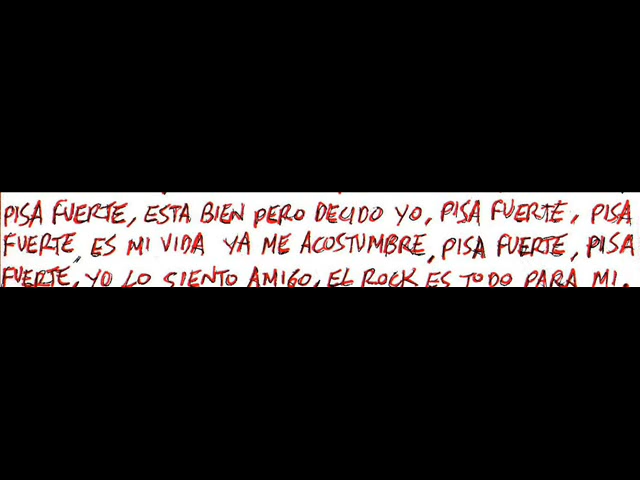 PISA FUERTE, ESTA BIEN PERO DECIDO YO, PISA FUERTE, PISA
FUERTE, ES MI VIDA YA ME ACOSTUMBRE, PISA FUERTE, PISA
FUERTE, YO LO SIENTO AMIGO, EL ROCK ES TODO PARA MI.